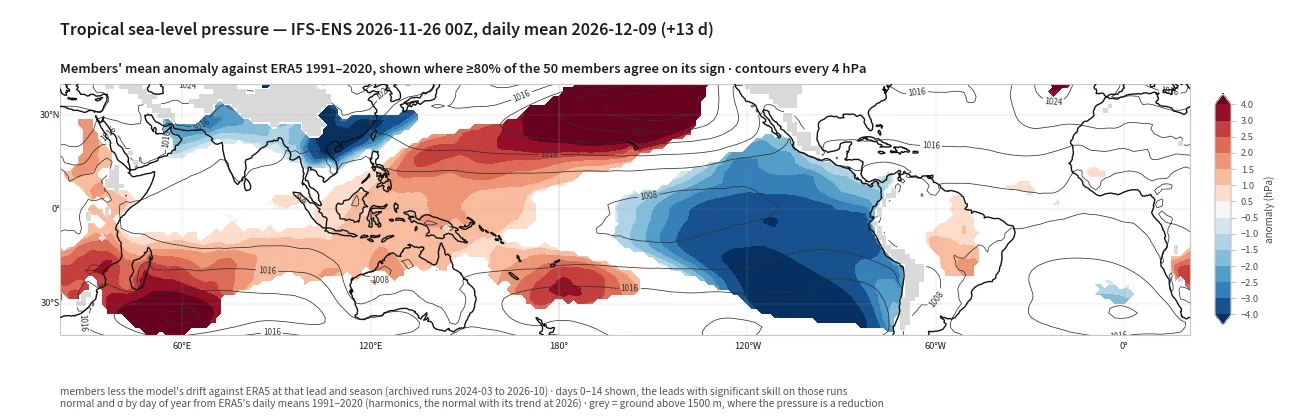 Tropical sea-level pressure — IFS-ENS 2026-11-26 00Z, daily mean 2026-12-09 (+13 d)
Members' mean anomaly against ERA5 1991–2020, shown where ≥80% of the 50 members agree on its sign · contours every 4 hPa
1024
1016
1016
1024
30°N
1016
1016
1016
1008
0°
1016
1008
1016
30°S
1008
1016
1016
60°E
120°E
180°
120°W
60°W
0°
4.0
3.0
2.5
2.0
1.5
1.0
0.5
−0.5
−1.0
−1.5
−2.0
−2.5
−3.0
−4.0
anomaly (hPa)
members less the model's drift against ERA5 at that lead and season (archived runs 2024-03 to 2026-10) · days 0–14 shown, the leads with significant skill on those runs
normal and σ by day of year from ERA5's daily means 1991–2020 (harmonics, the normal with its trend at 2026) · grey = ground above 1500 m, where the pressure is a reduction